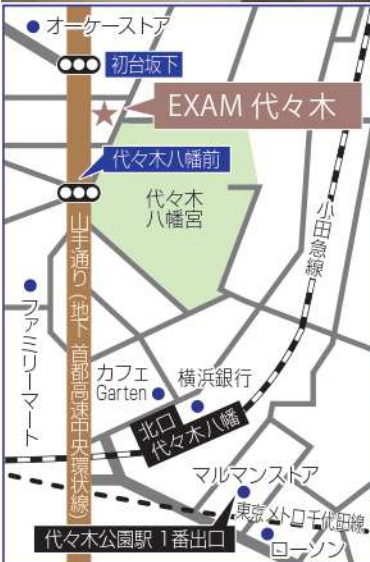 オーケーストア
初台坂下
EXAM 代々木
代々木八幡前
代々木
八幡宮
小田急線
山手通り(地下 首都高速中央環状線)
ファミリーマート
カフェ
Garten
横浜銀行
北口
代々木八幡
マルマンストア
東京メトロ千代田線
代々木公園駅 1番出口
ローソン